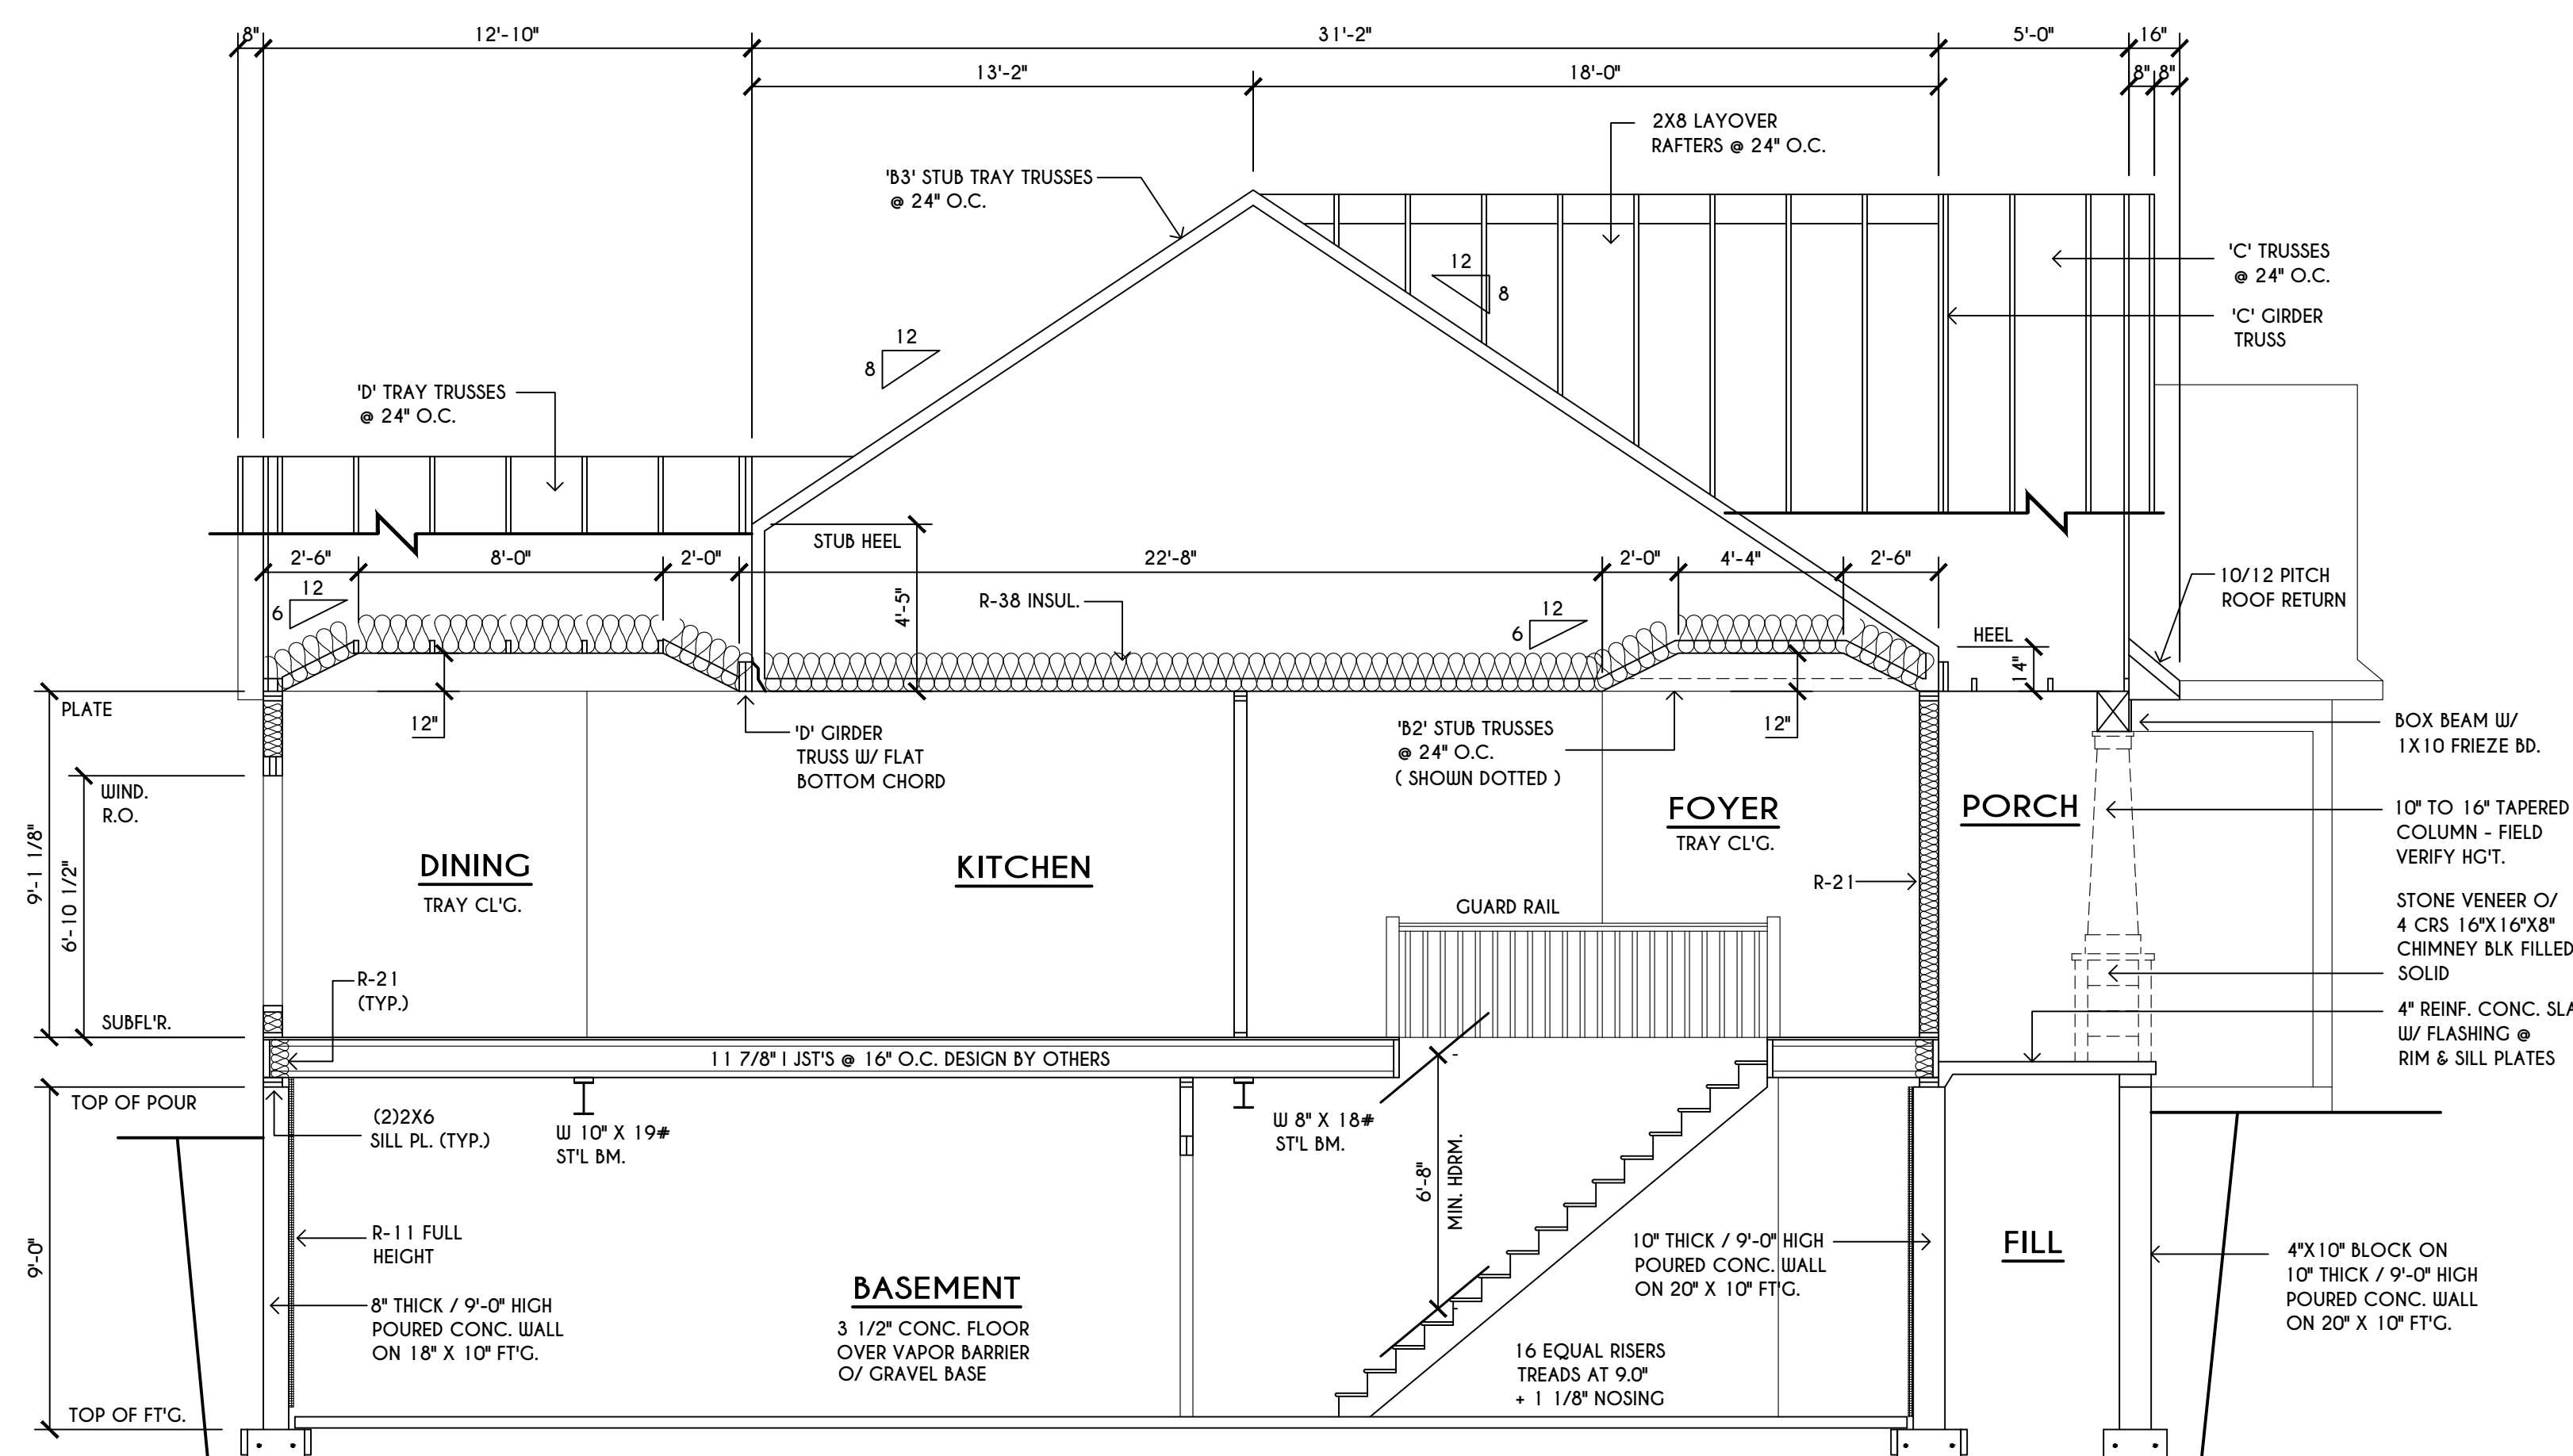 8" 12'-10" 31'-2" 5'-0" 16"
13'-2" 18'-0" 8" 8"
2X8 LAYOVER
RAFTERS @ 24" O.C.
'B3' STUB TRAY TRUSSES
@ 24" O.C.
'C' TRUSSES
@ 24" O.C.
12
8
'C' GIRDER
TRUSS
12
8
'D' TRAY TRUSSES
@ 24" O.C.
STUB HEEL
2'-6" 8'-0" 2'-0" 22'-8" 2'-0" 4'-4" 2'-6"
10/12 PITCH
ROOF RETURN
12
6
4'-5"
R-38 INSUL.
12
6
HEEL
14"
PLATE
12"
'D' GIRDER
TRUSS W/ FLAT
BOTTOM CHORD
'B2' STUB TRUSSES
@ 24" O.C.
( SHOWN DOTTED )
12"
BOX BEAM W/
1X10 FRIEZE BD.
WIND.
R.O.
9'-1 1/8"
6'-10 1/2"
DINING
TRAY CL'G.
KITCHEN
FOYER
TRAY CL'G.
PORCH
10" TO 16" TAPERED
COLUMN - FIELD
VERIFY HG'T.
R-21
GUARD RAIL
STONE VENEER O/
4 CRS 16"X16"X8"
CHIMNEY BLK FILLED
SOLID
R-21
(TYP.)
SUBFL'R.
4" REINF. CONC. SLA
W/ FLASHING @
RIM & SILL PLATES
11 7/8" I JST'S @ 16" O.C. DESIGN BY OTHERS
TOP OF POUR
(2)2X6
SILL PL. (TYP.)
W 10" X 19#
ST'L BM.
W 8" X 18#
ST'L BM.
6'-8"
MIN. HDRM.
9'-0"
R-11 FULL
HEIGHT
8" THICK / 9'-0" HIGH
POURED CONC. WALL
ON 18" X 10" FT'G.
BASEMENT
3 1/2" CONC. FLOOR
OVER VAPOR BARRIER
O/ GRAVEL BASE
10" THICK / 9'-0" HIGH
POURED CONC. WALL
ON 20" X 10" FT'G.
FILL
4"X10" BLOCK ON
10" THICK / 9'-0" HIGH
POURED CONC. WALL
ON 20" X 10" FT'G.
16 EQUAL RISERS
TREADS AT 9.0"
+ 1 1/8" NOSING
TOP OF FT'G.